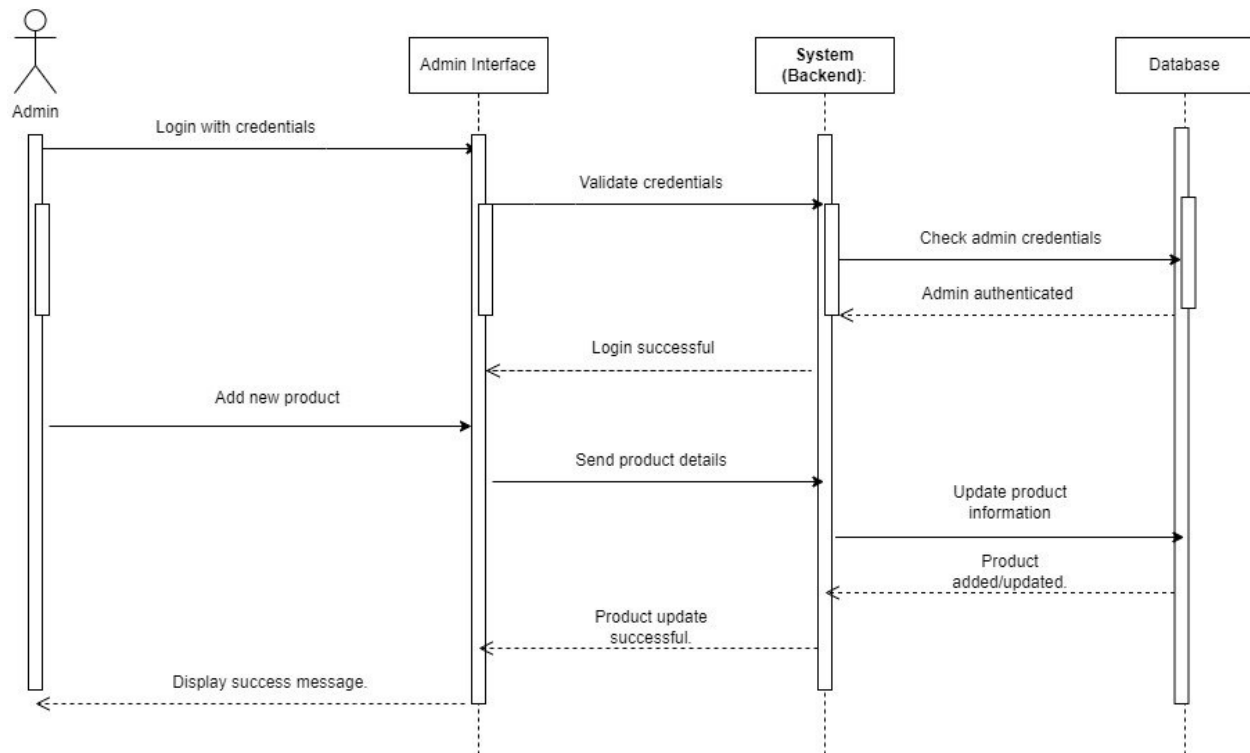 Admin Interface
System
(Backend):
Database
Admin
Login with credentials
Validate credentials
Check admin credentials
Admin authenticated
Login successful
Add new product
Send product details
Update product
information
Product
added/updated.
Product update
successful.
Display success message.